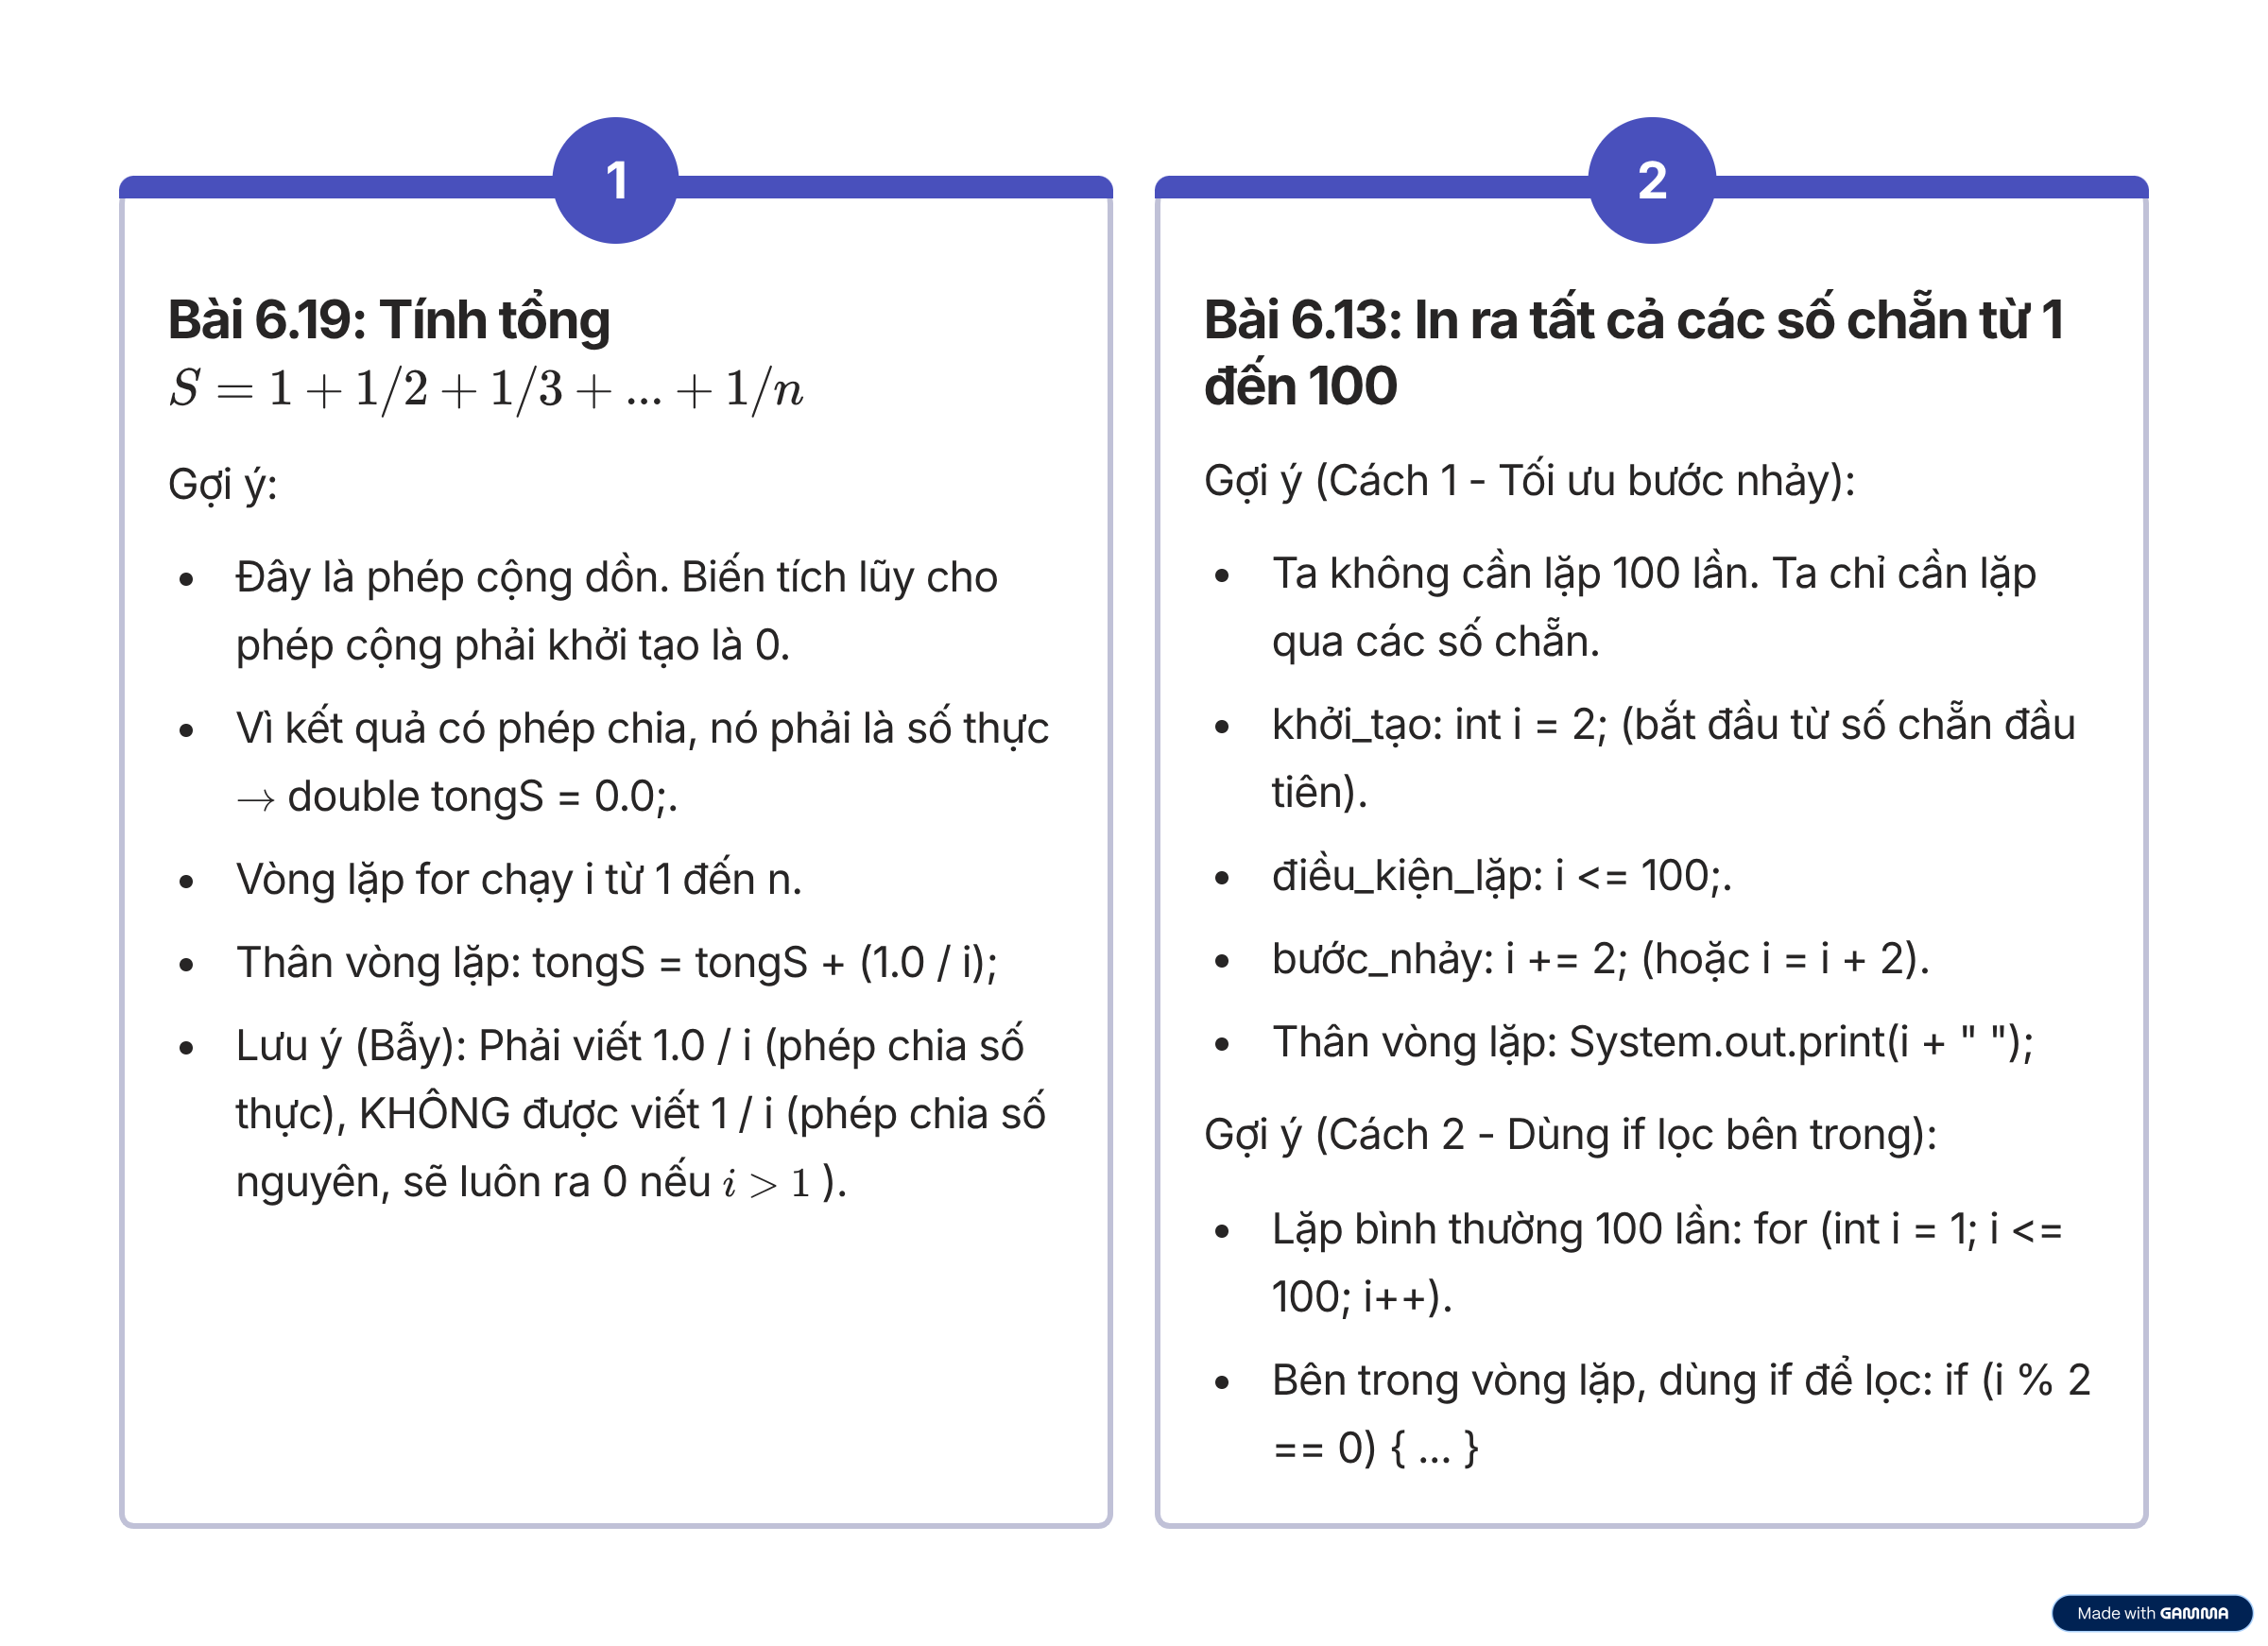 1
Bài 6.19: Tính tổng
S = 1 + 1/2 + 1/3 + ... + 1/n
Gợi ý:
• Đây là phép cộng dồn. Biến tích lũy cho
phép cộng phải khởi tạo là 0.
• Vì kết quả có phép chia, nó phải là số thực
→ double tongS = 0.0;.
• Vòng lặp for chạy i từ 1 đến n.
• Thân vòng lặp: tongS = tongS + (1.0 / i);
• Lưu ý (Bẫy): Phải viết 1.0 / i (phép chia số
thực), KHÔNG được viết 1 / i (phép chia số
nguyên, sẽ luôn ra 0 nếu i > 1 ).
2
Bài 6.13: In ra tất cả các số chẵn từ 1
đến 100
Gợi ý (Cách 1 - Tối ưu bước nhảy):
• Ta không cần lặp 100 lần. Ta chỉ cần lặp
qua các số chẵn.
• khởi_tạo: int i = 2; (bắt đầu từ số chẵn đầu
tiên).
• điều_kiện_lặp: i <= 100;.
• bước_nhảy: i += 2; (hoặc i = i + 2).
• Thân vòng lặp: System.out.print(i + " ");
Gợi ý (Cách 2 - Dùng if lọc bên trong):
• Lặp bình thường 100 lần: for (int i = 1; i <=
100; i++).
• Bên trong vòng lặp, dùng if để lọc: if (i % 2
== 0) { ... }
Made with GAMMA